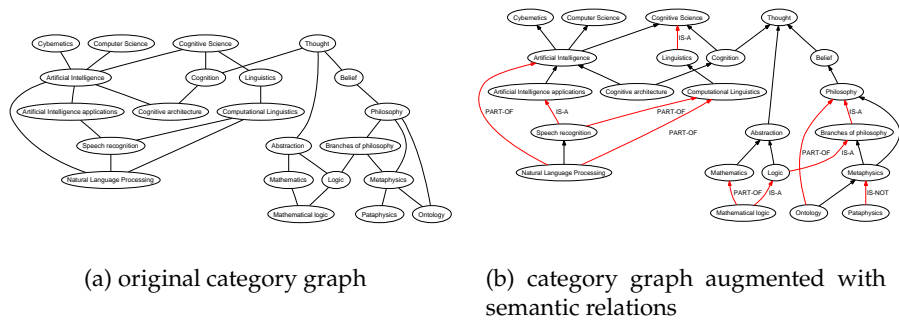 Cybernetics
Computer Science
Cognitive Science
Thought
Artificial Intelligence
Cognition
Linguistics
Belief
Artificial Intelligence applications
Cognitive architecture
Computational Linguistics
Philosophy
Speech recognition
Abstraction
Branches of philosophy
Natural Language Processing
Mathematics
Logic
Metaphysics
Mathematical logic
Pataphysics
Ontology
(a) original category graph
Cybernetics
Computer Science
Cognitive Science
Thought
IS-A
Artificial Intelligence
Linguistics
Cognition
Belief
Artificial Intelligence applications
Cognitive architecture
Computational Linguistics
Philosophy
PART-OF
IS-A
PART-OF
IS-A
Speech recognition
PART-OF
Abstraction
Branches of philosophy
PART-OF
IS-A
Natural Language Processing
Mathematics
Logic
Metaphysics
PART-OF
IS-A
IS-NOT
Mathematical logic
Ontology
Pataphysics
(b) category graph augmented with
semantic relations